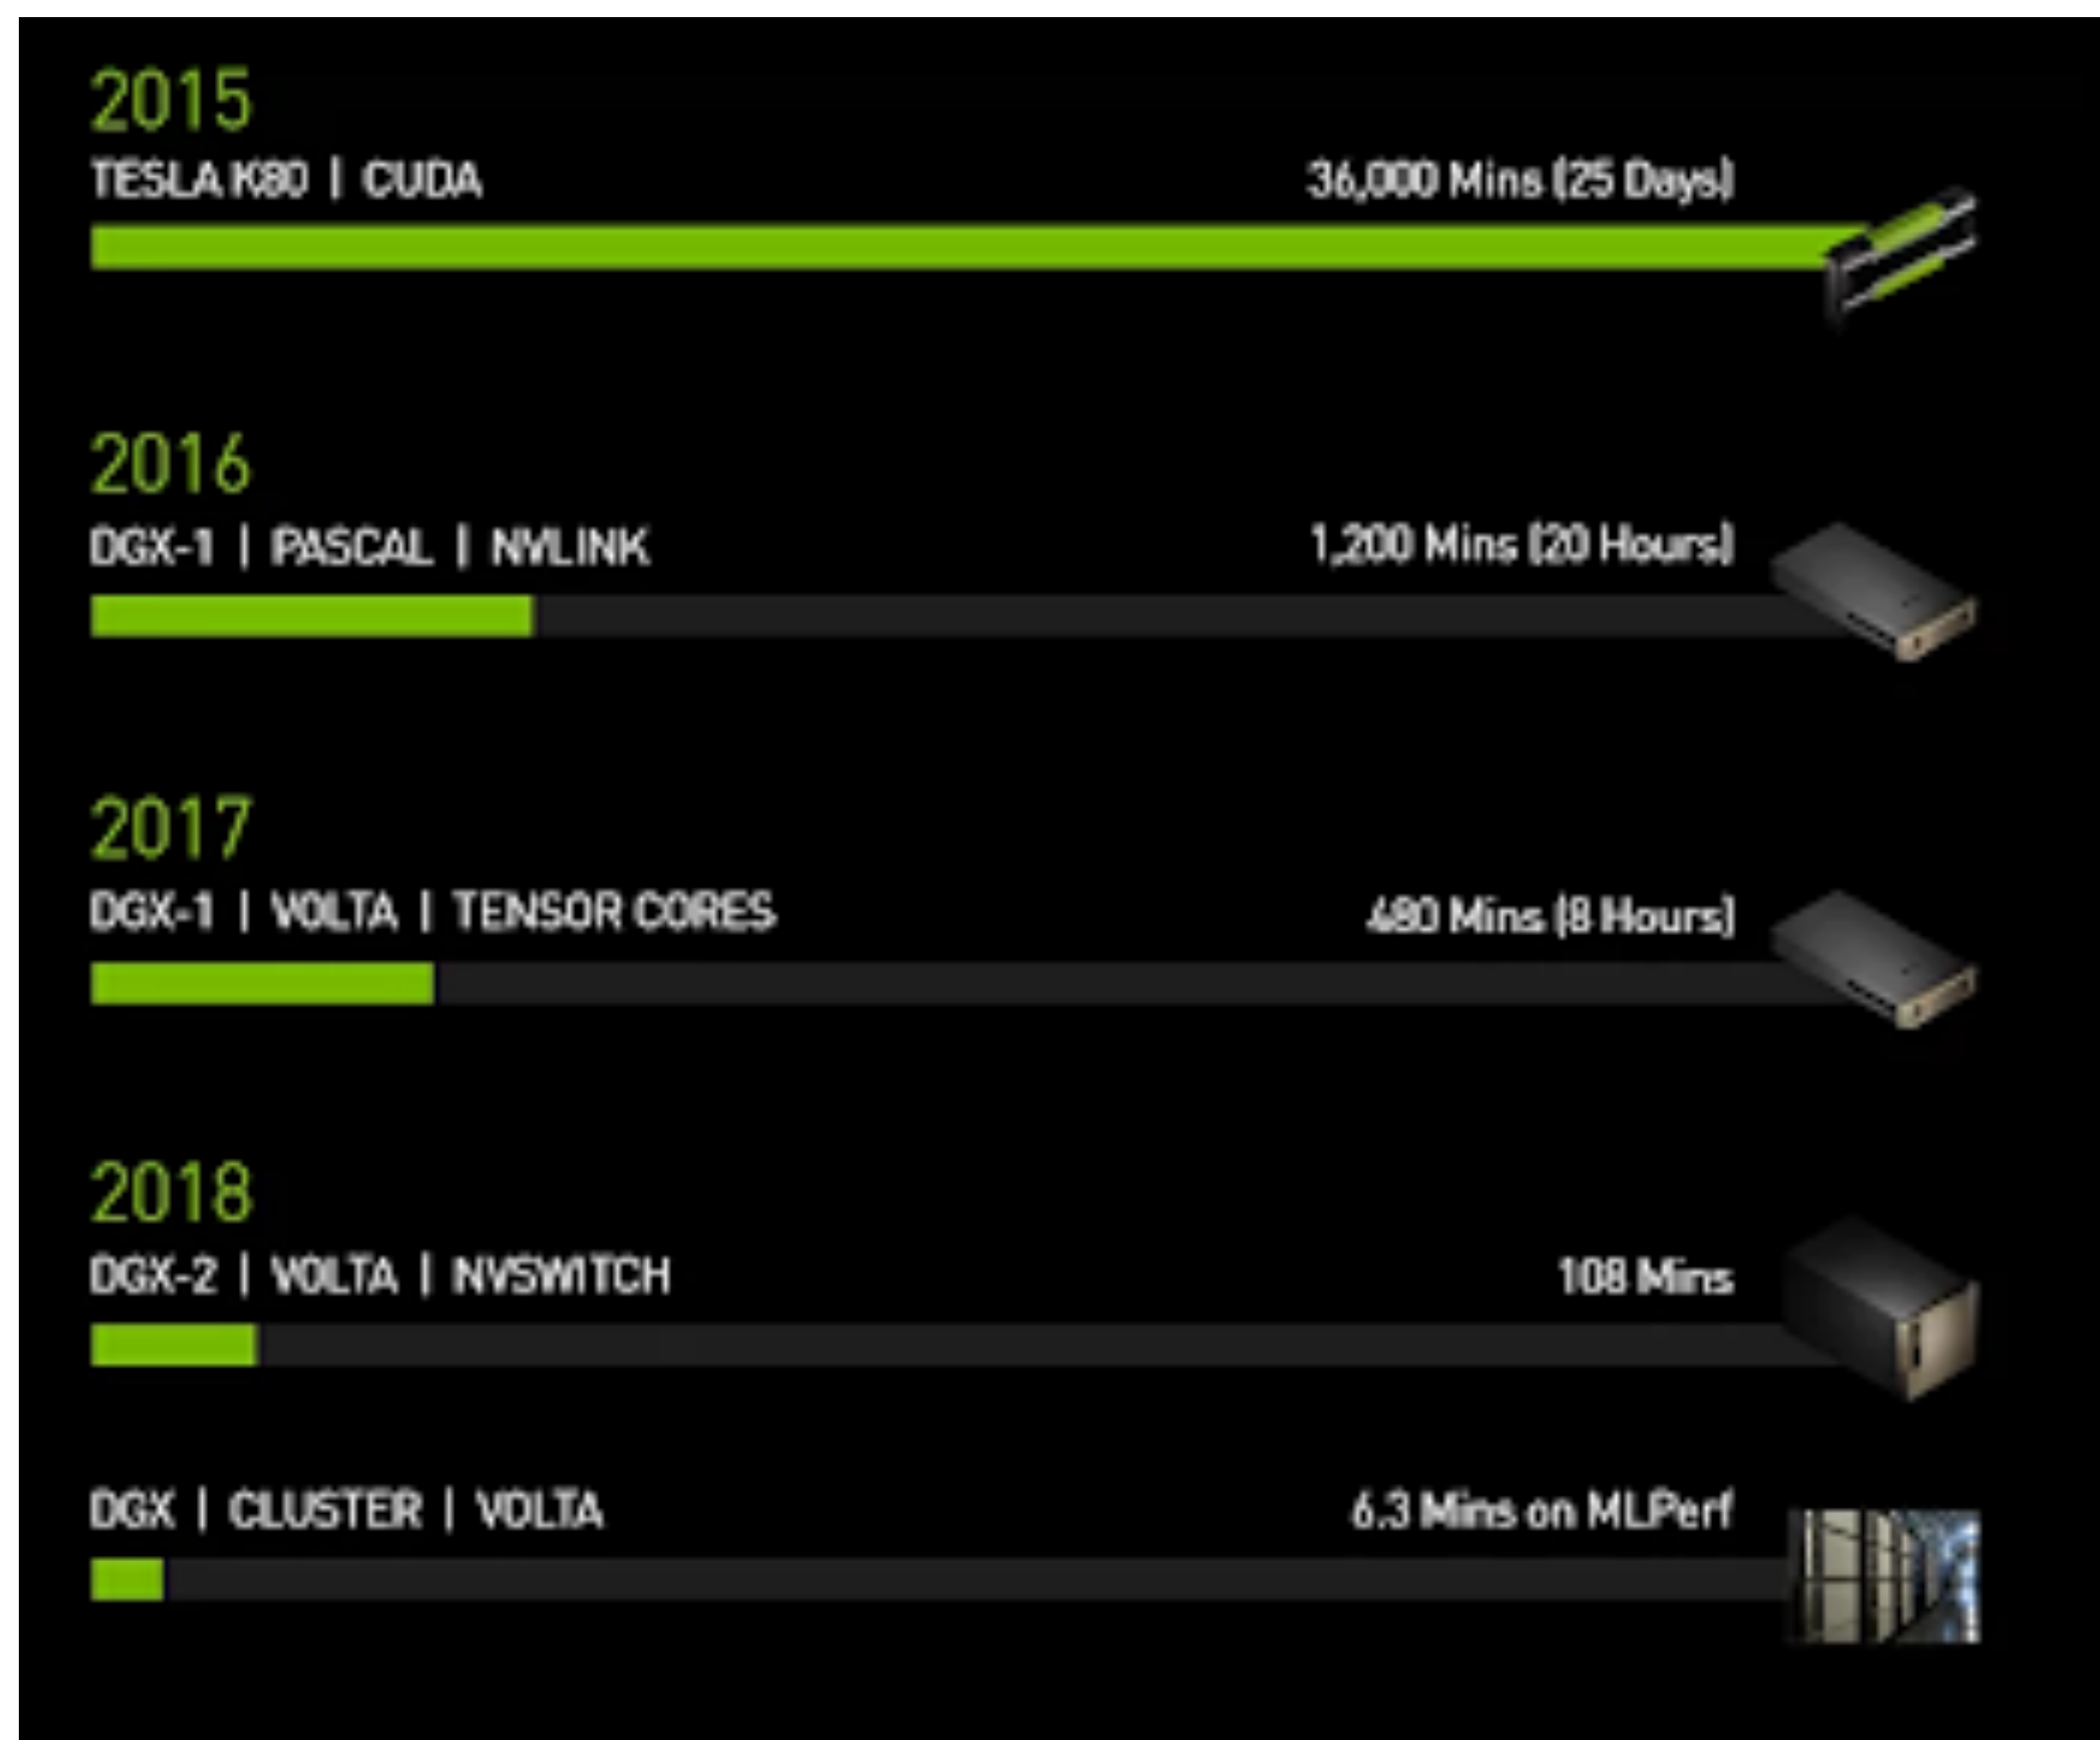 2015
TESLA K80 | CUDA 36,000 Mins (25 Days)
2016
DGX-1 | PASCAL | NVLINK 1,200 Mins (20 Hours)
2017
DGX-1 | VOLTA | TENSOR CORES 480 Mins (8 Hours)
2018
DGX-2 | VOLTA | NVSWITCH 108 Mins
DGX | CLUSTER | VOLTA 6.3 Mins on MLPerf